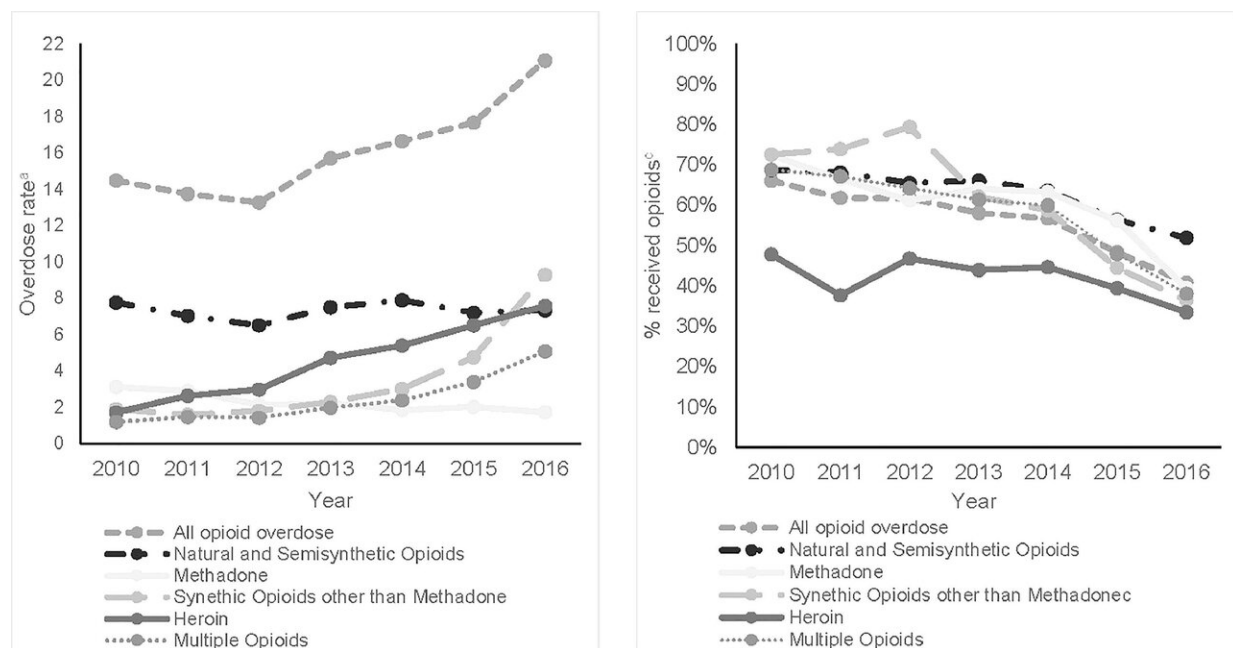 Overdose rateᵃ
22
20
18
16
14
12
10
8
6
4
2
0
2010 2011 2012 2013 2014 2015 2016
Year
All opioid overdose
Natural and Semisynthetic Opioids
Methadone
Synethic Opioids other than Methadone
Heroin
Multiple Opioids
% received opioidsᶜ
100%
90%
80%
70%
60%
50%
40%
30%
20%
10%
0%
2010 2011 2012 2013 2014 2015 2016
Year
All opioid overdose
Natural and Semisynthetic Opioids
Methadone
Synethic Opioids other than Methadonec
Heroin
Multiple Opioids